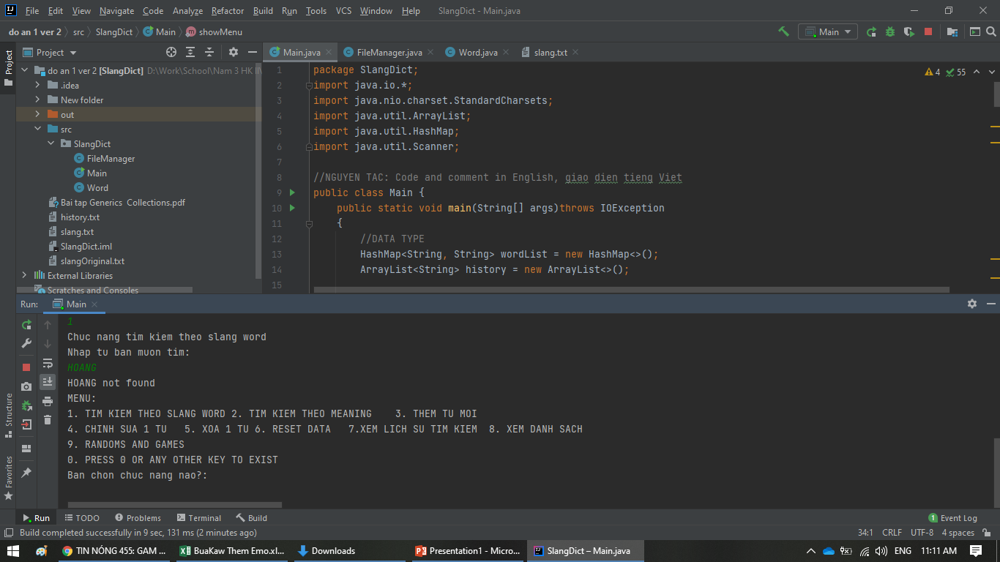 File Edit View Navigate Code Analyze Refactor Build Run Tools VCS Window Help SlangDict - Main.java
do an 1 ver 2 src SlangDict Main showMenu Main
Project Main.java FileManager.java Word.java slang.txt
Project
do an 1 ver 2 [SlangDict] D:\Work\School\Nam 3 HK II\
.idea
New folder
out
src
SlangDict
FileManager
Main
Word
Bai tap Generics Collections.pdf
history.txt
slang.txt
SlangDict.iml
slangOriginal.txt
External Libraries
Scratches and Consoles
4 55
1 package SlangDict;
2 import java.io.*;
3 import java.nio.charset.StandardCharsets;
4 import java.util.ArrayList;
5 import java.util.HashMap;
6 import java.util.Scanner;
7
8 //NGUYEN TAC: Code and comment in English, giao dien tieng Viet
9 public class Main {
10 public static void main(String[] args)throws IOException
11 {
12 //DATA TYPE
13 HashMap<String, String> wordList = new HashMap<>();
14 ArrayList<String> history = new ArrayList<>();
15
Run: Main
1
Chuc nang tim kiem theo slang word
Nhap tu ban muon tim:
HOANG
HOANG not found
MENU:
1. TIM KIEM THEO SLANG WORD 2. TIM KIEM THEO MEANING 3. THEM TU MOI
4. CHINH SUA 1 TU 5. XOA 1 TU 6. RESET DATA 7.XEM LICH SU TIM KIEM 8. XEM DANH SACH
9. RANDOMS AND GAMES
0. PRESS 0 OR ANY OTHER KEY TO EXIST
Ban chon chuc nang nao?:
Structure
Favorites
Run TODO Problems Terminal Build 1 Event Log
Build completed successfully in 9 sec, 131 ms (2 minutes ago) 34:1 CRLF UTF-8 4 spaces
TIN NÓNG 455: GAM ... BuaKaw Them Emo.xl... Downloads Presentation1 - Micro... SlangDict – Main.java ENG 11:11 AM